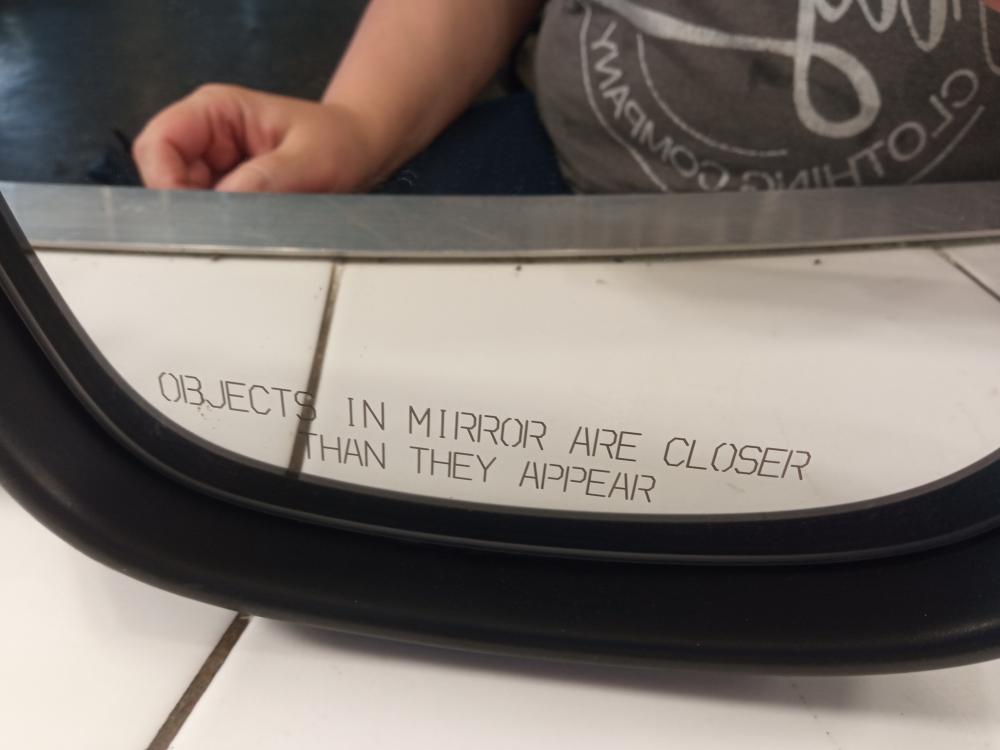 CLOTHING COMPANY
OBJECTS IN MIRROR ARE CLOSER
THAN THEY APPEAR